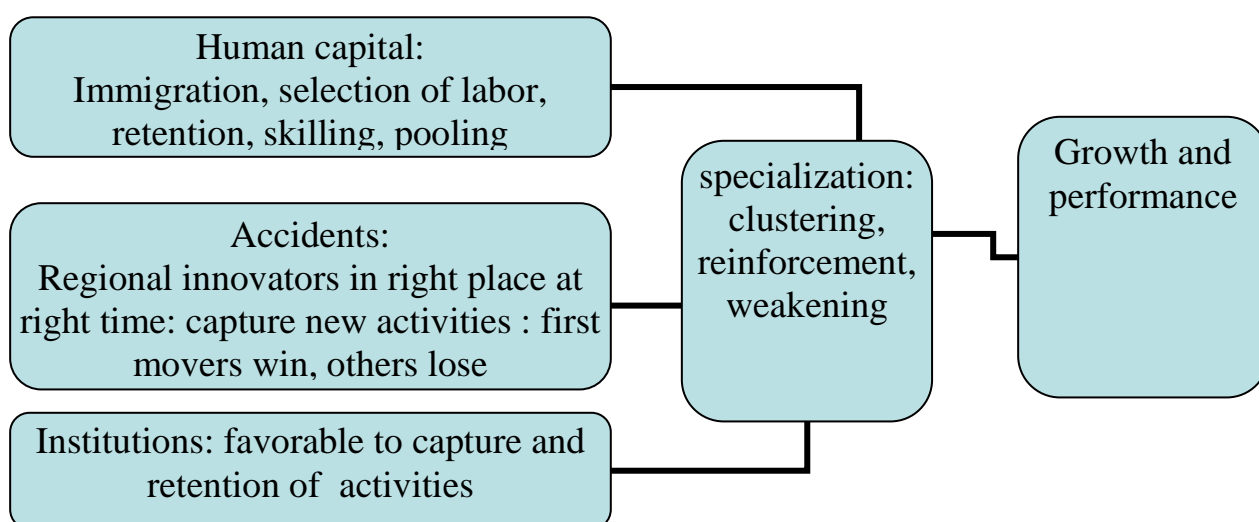 Human capital:
Immigration, selection of labor,
retention, skilling, pooling
Accidents:
Regional innovators in right place at
right time: capture new activities : first
movers win, others lose
Institutions: favorable to capture and
retention of  activities
specialization:
clustering,
reinforcement,
weakening
Growth and
performance